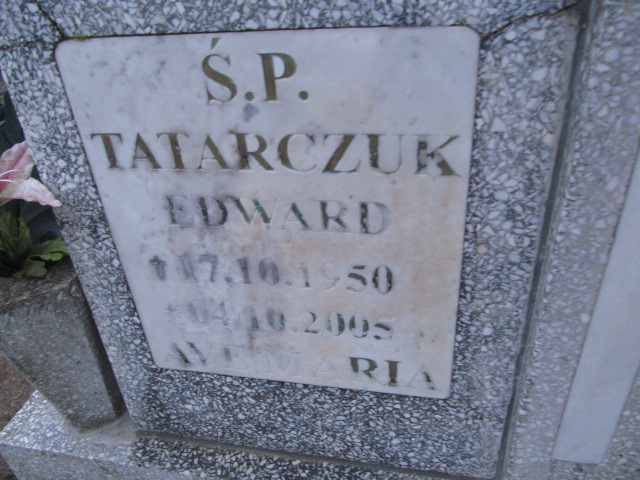 Ś.P.
TATARCZUK
EDWARD
† 17.10.1950
04.10.2005
AVE MARIA